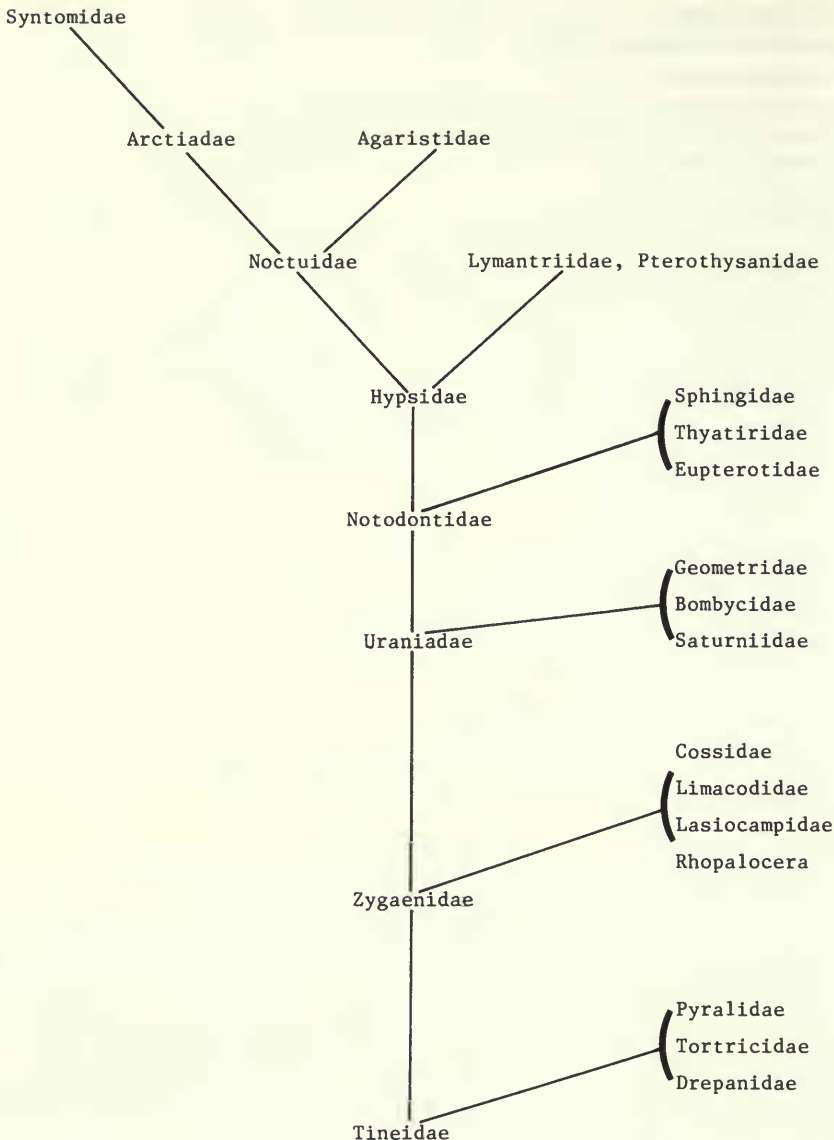 Syntomidae
Arctiadae Agaristidae
Noctuidae Lymantriidae, Pterothysanidae
Hypsidae Sphingidae
Thyatiridae
Eupterotidae
Notodontidae
Geometridae
Bombycidae
Uraniadae Saturniidae
Cossidae
Limacodidae
Lasiocampidae
Rhopalocera
Zygaenidae
Pyralidae
Tortricidae
Drepanidae
Tineidae